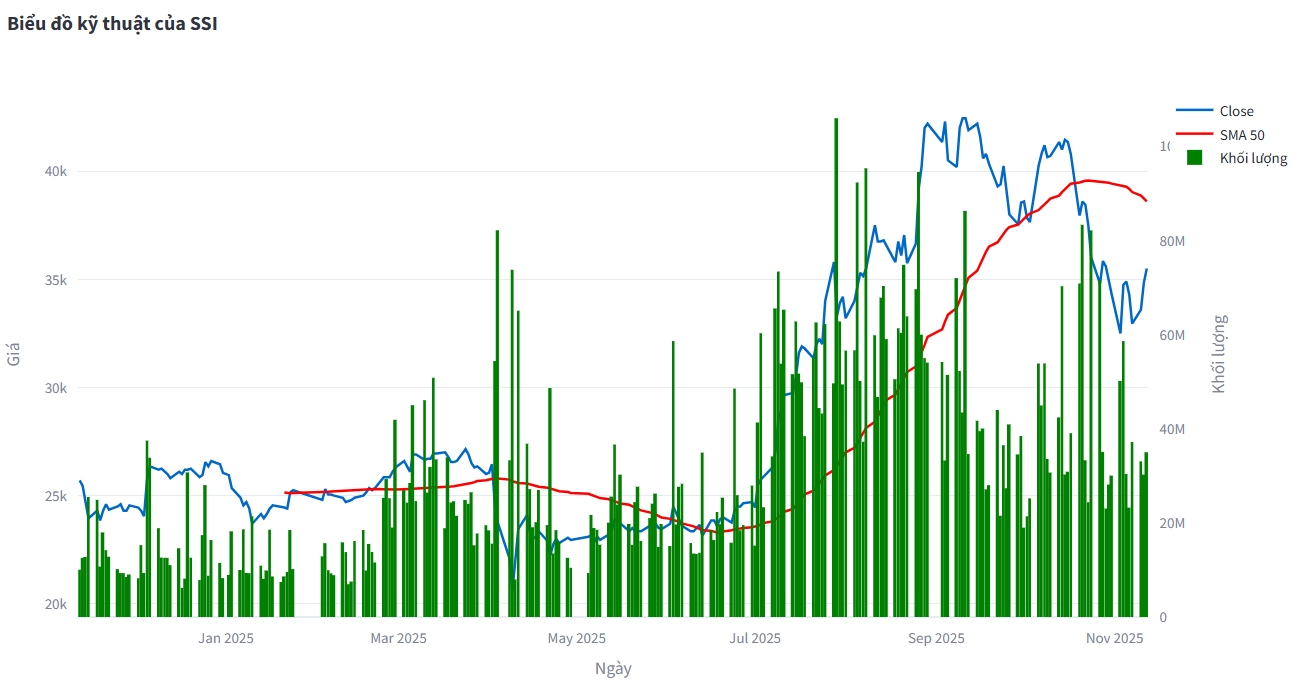 Biểu đồ kỹ thuật của SSI
Close
SMA 50
Khối lượng
40k
35k
30k
25k
20k
Giá
80M
60M
40M
20M
0
Khối lượng
Jan 2025
Mar 2025
May 2025
Jul 2025
Sep 2025
Nov 2025
Ngày